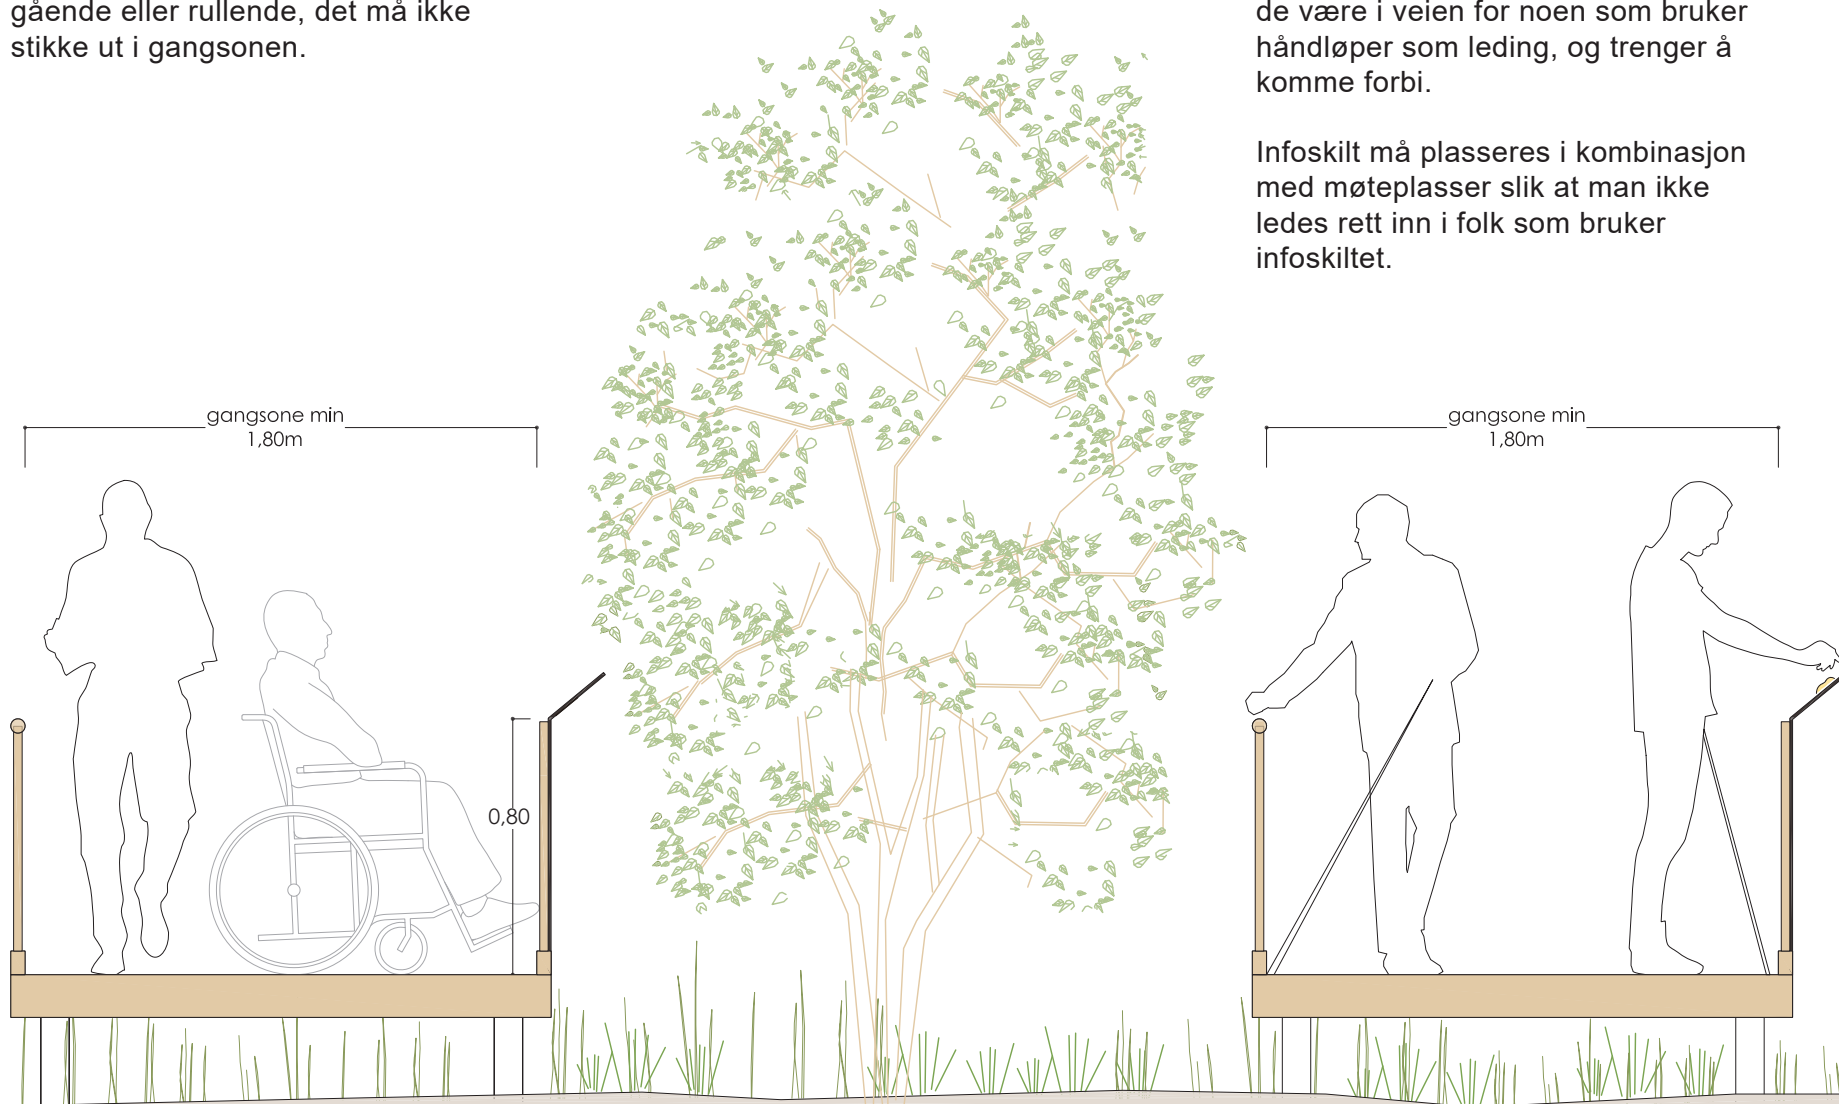 gående eller rullende, det må ikke
stikke ut i gangsonen.
de være i veien for noen som bruker
håndløper som leding, og trenger å
komme forbi.
Infoskilt må plasseres i kombinasjon
med møteplasser slik at man ikke
ledes rett inn i folk som bruker
infoskiltet.
gangsone min
1,80m
0,80
gangsone min
1,80m